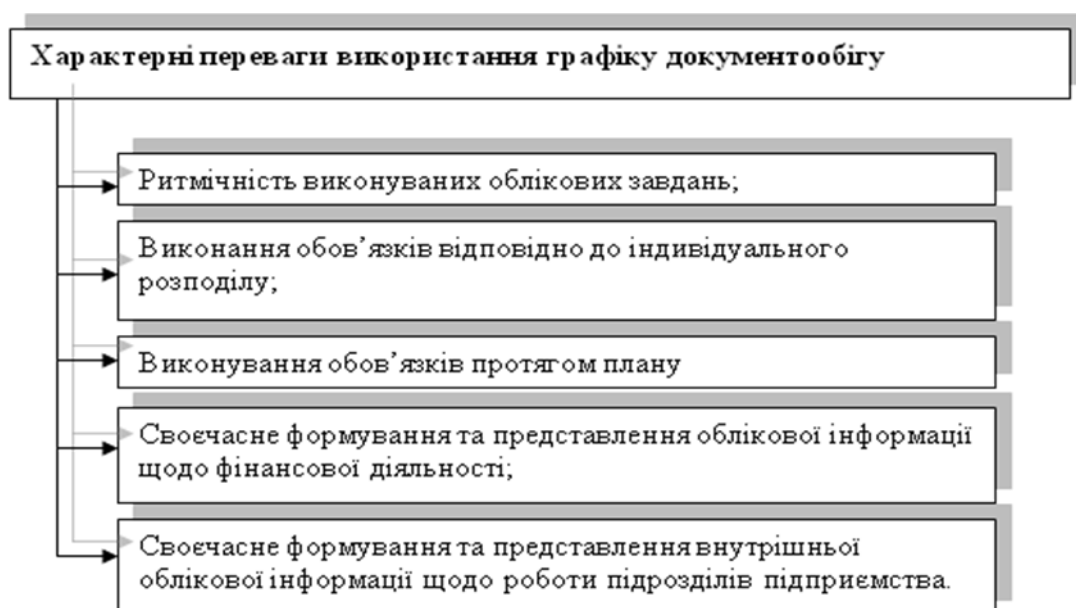 Характерні переваги використання графіку документообігу
Ритмічність виконуваних облікових завдань;
Виконання обов’язків відповідно до індивідуального
розподілу;
Виконування обов’язків протягом плану
Своєчасне формування та представлення облікової інформації
щодо фінансової діяльності;
Своєчасне формування та представлення внутрішньої
облікової інформації щодо роботи підрозділів підприємства.